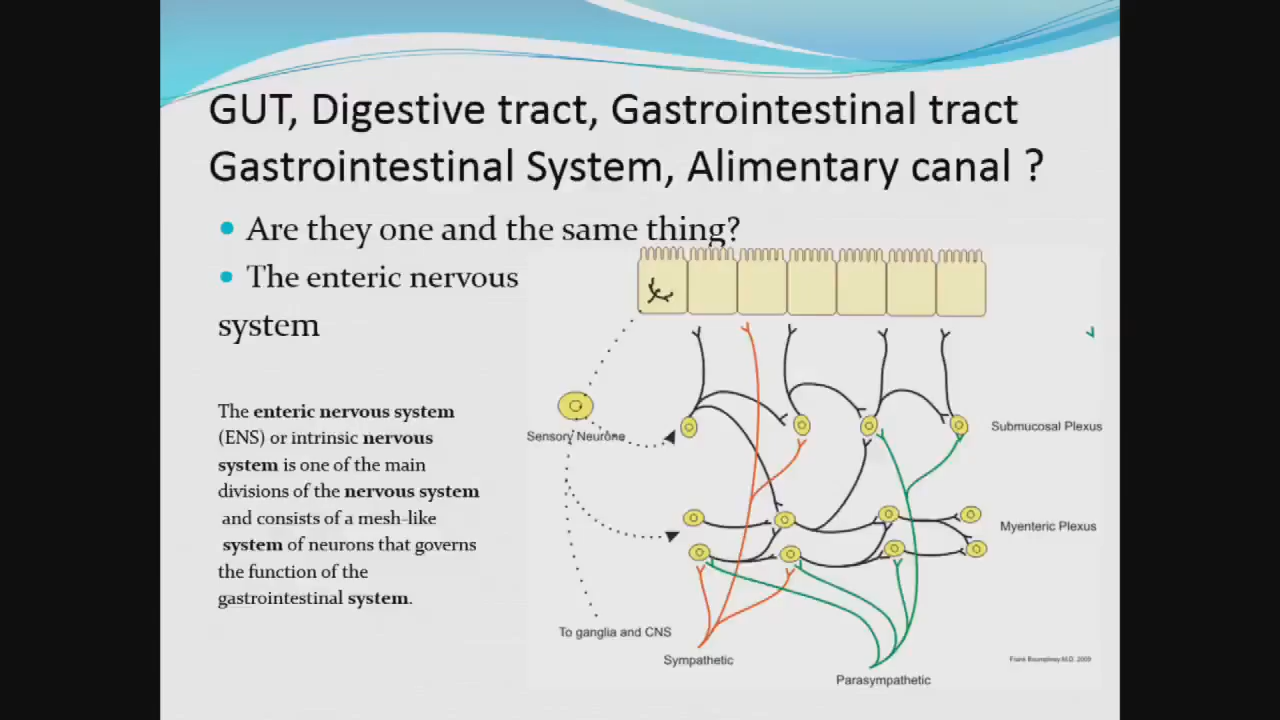 GUT, Digestive tract, Gastrointestinal tract
Gastrointestinal System, Alimentary canal ?
Are they one and the same thing?
The enteric nervous
system
The enteric nervous system
(ENS) or intrinsic nervous
system is one of the main
divisions of the nervous system
and consists of a mesh-like
system of neurons that governs
the function of the
gastrointestinal system.
Sensory Neurone
Submucosal Plexus
Myenteric Plexus
To ganglia and CNS
Sympathetic
Parasympathetic
Frank Boumphrey M.D. 2009